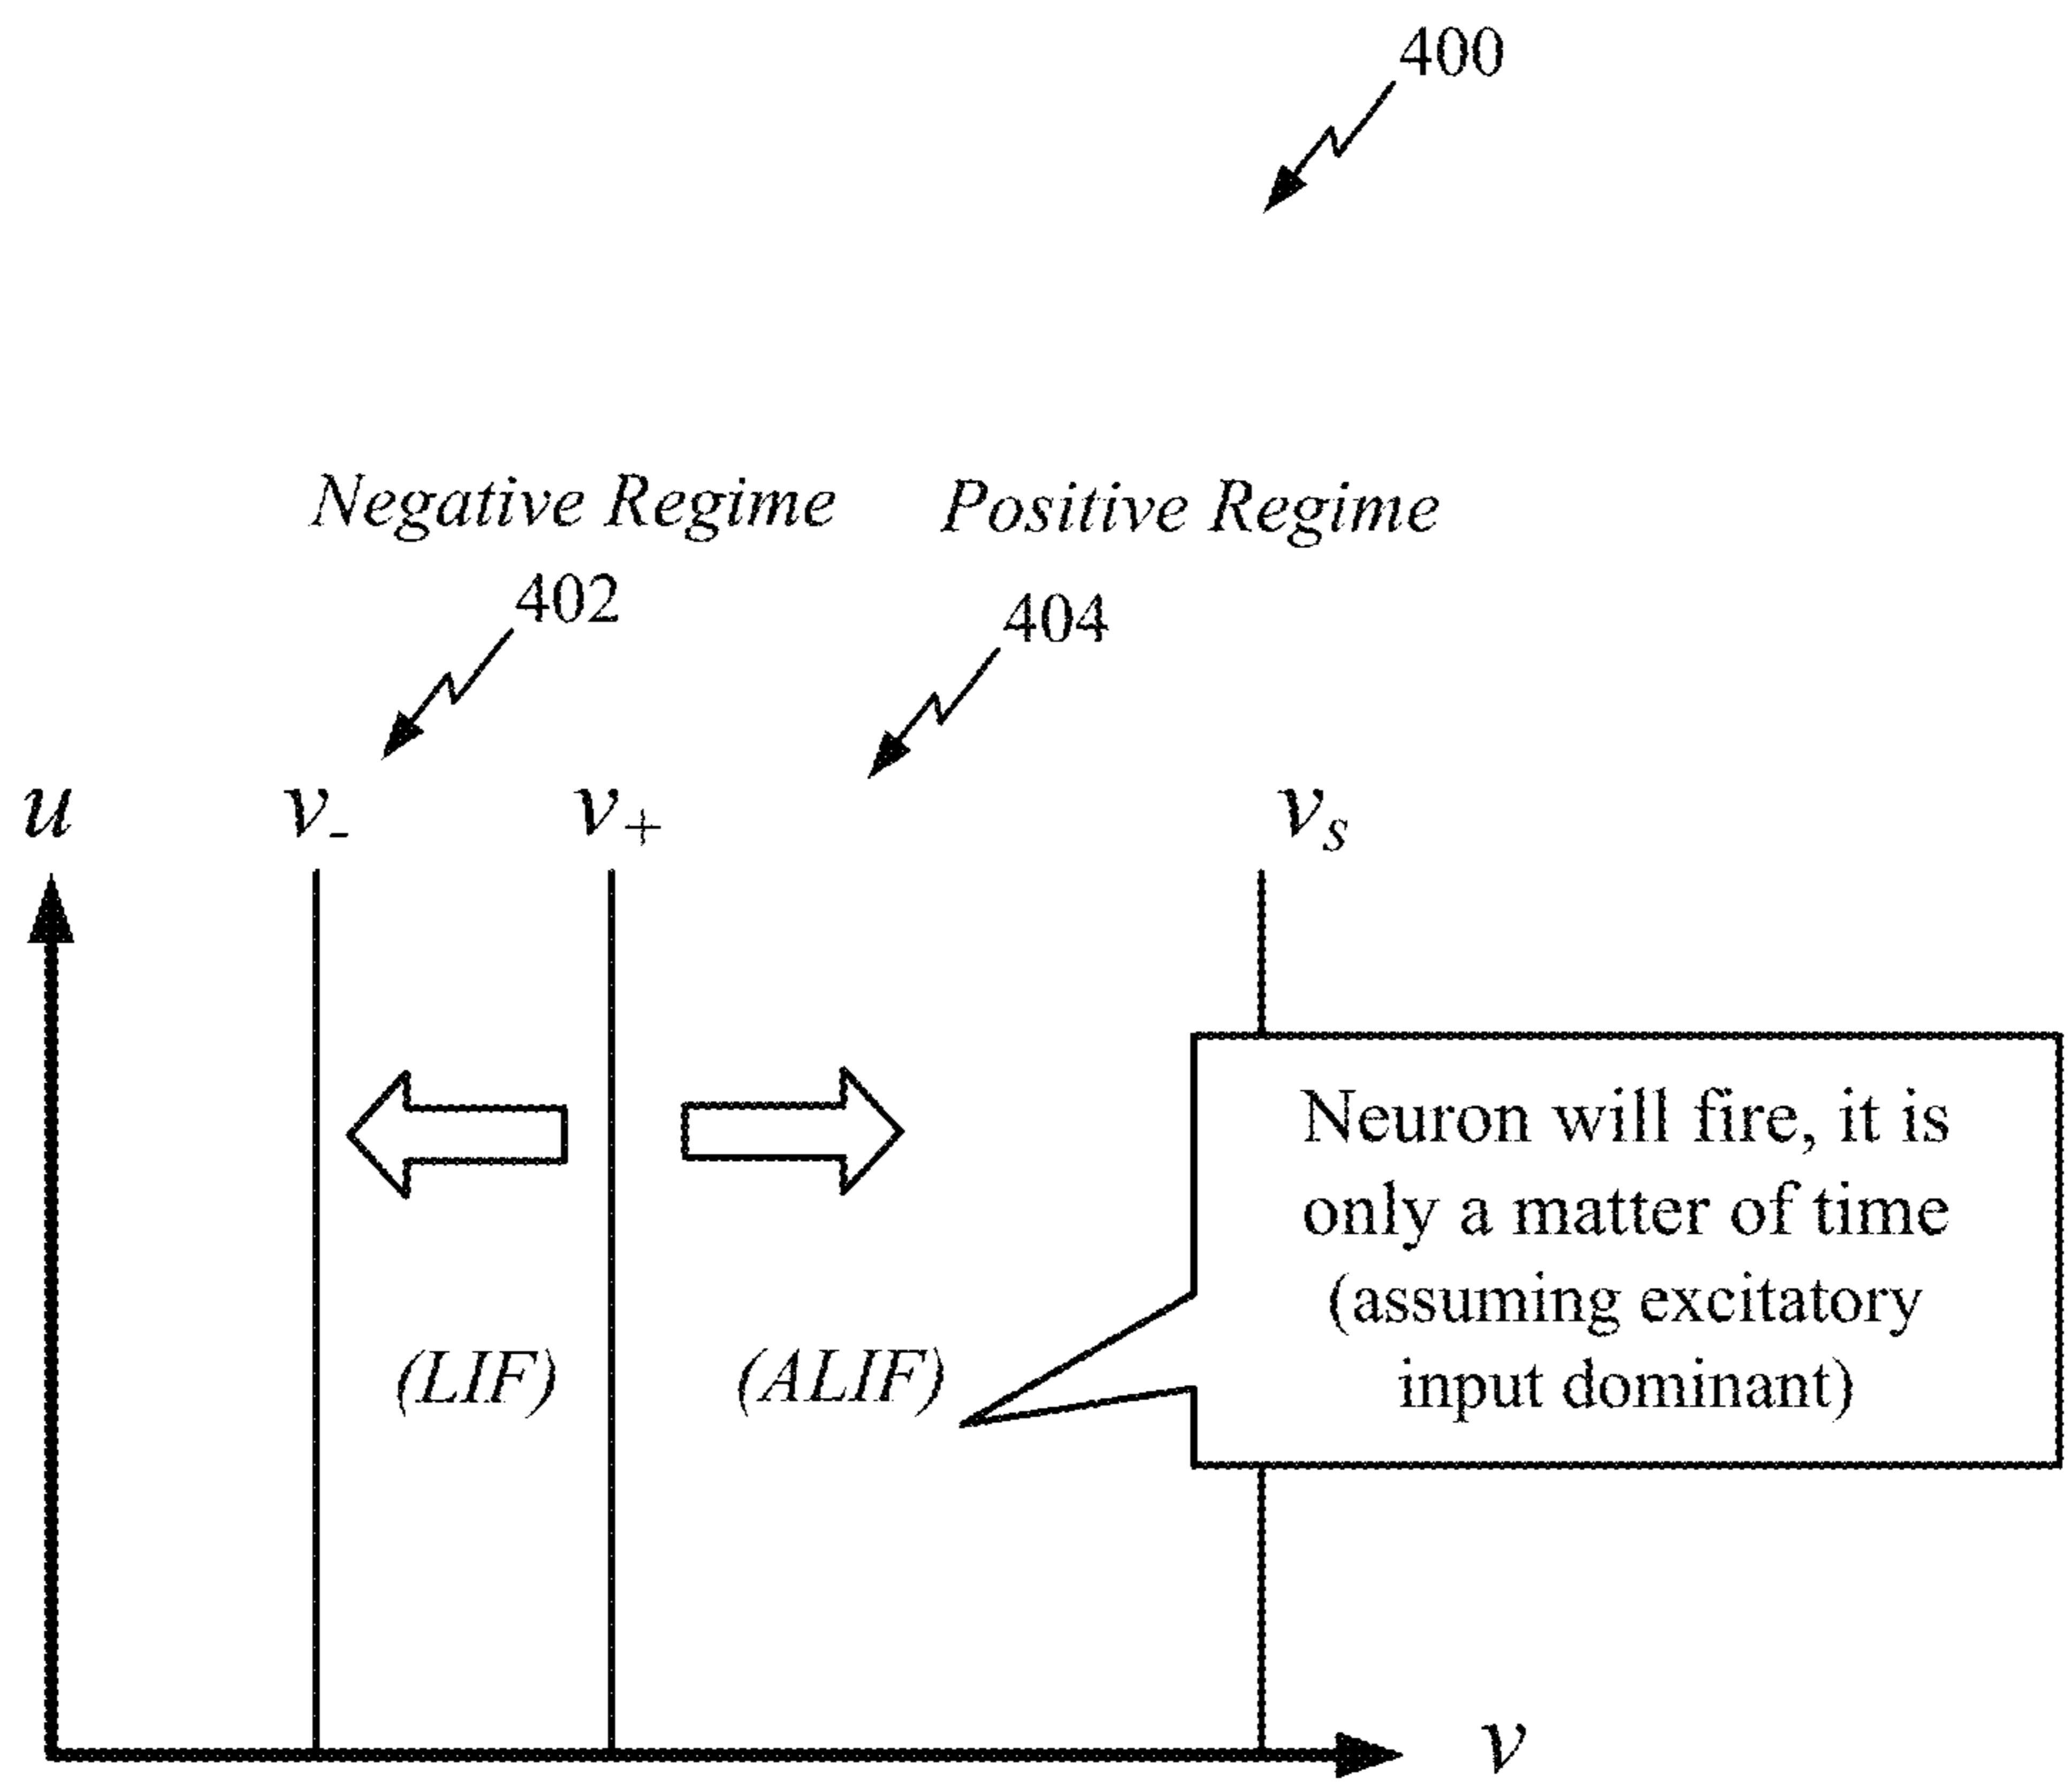 400
Negative Regime Positive Regime
402
404
u v- v+ vs
Neuron will fire, it is
only a matter of time
(assuming excitatory
input dominant)
(LIF) (ALIF)
v